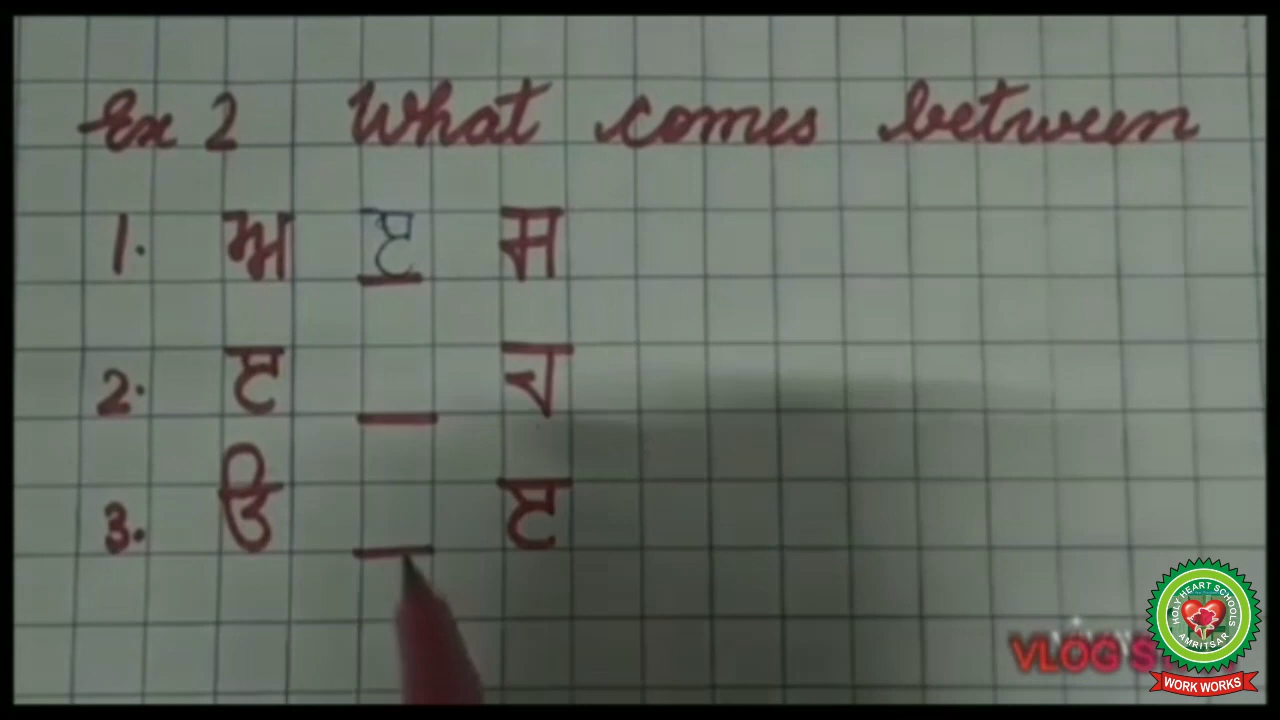 Ex 2 What comes between
1. ਅ ੲ ਸ
2. ੲ _ ਹ
3. ੳ _ ੲ
VLOG
HOLY HEART SCHOOLS
AMRITSAR
WORK WORKS